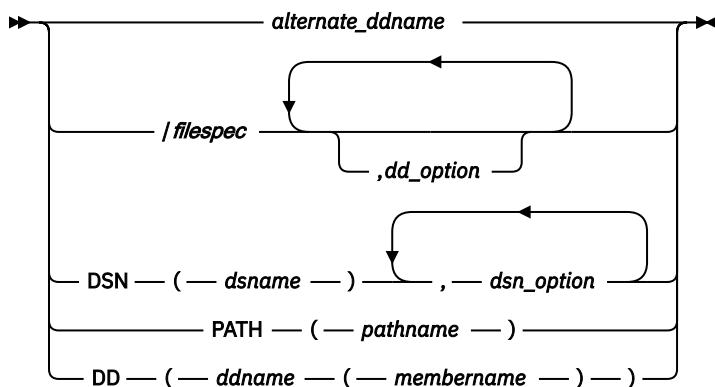 alternate_ddname
/filespec
,dd_option
DSN ( dsname ) , dsn_option
PATH ( pathname )
DD ( ddname ( membername ) )